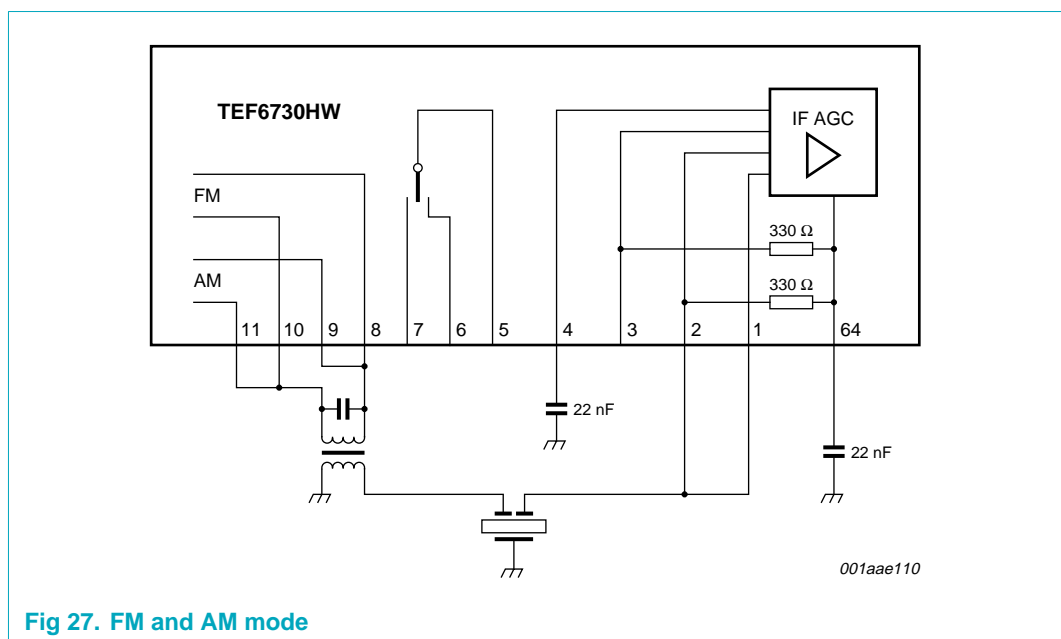 TEF6730HW
IF AGC
FM
330 Ω
AM
330 Ω
11 10 9 8 7 6 5 4 3 2 1 64
22 nF
22 nF
001aae110
Fig 27. FM and AM mode